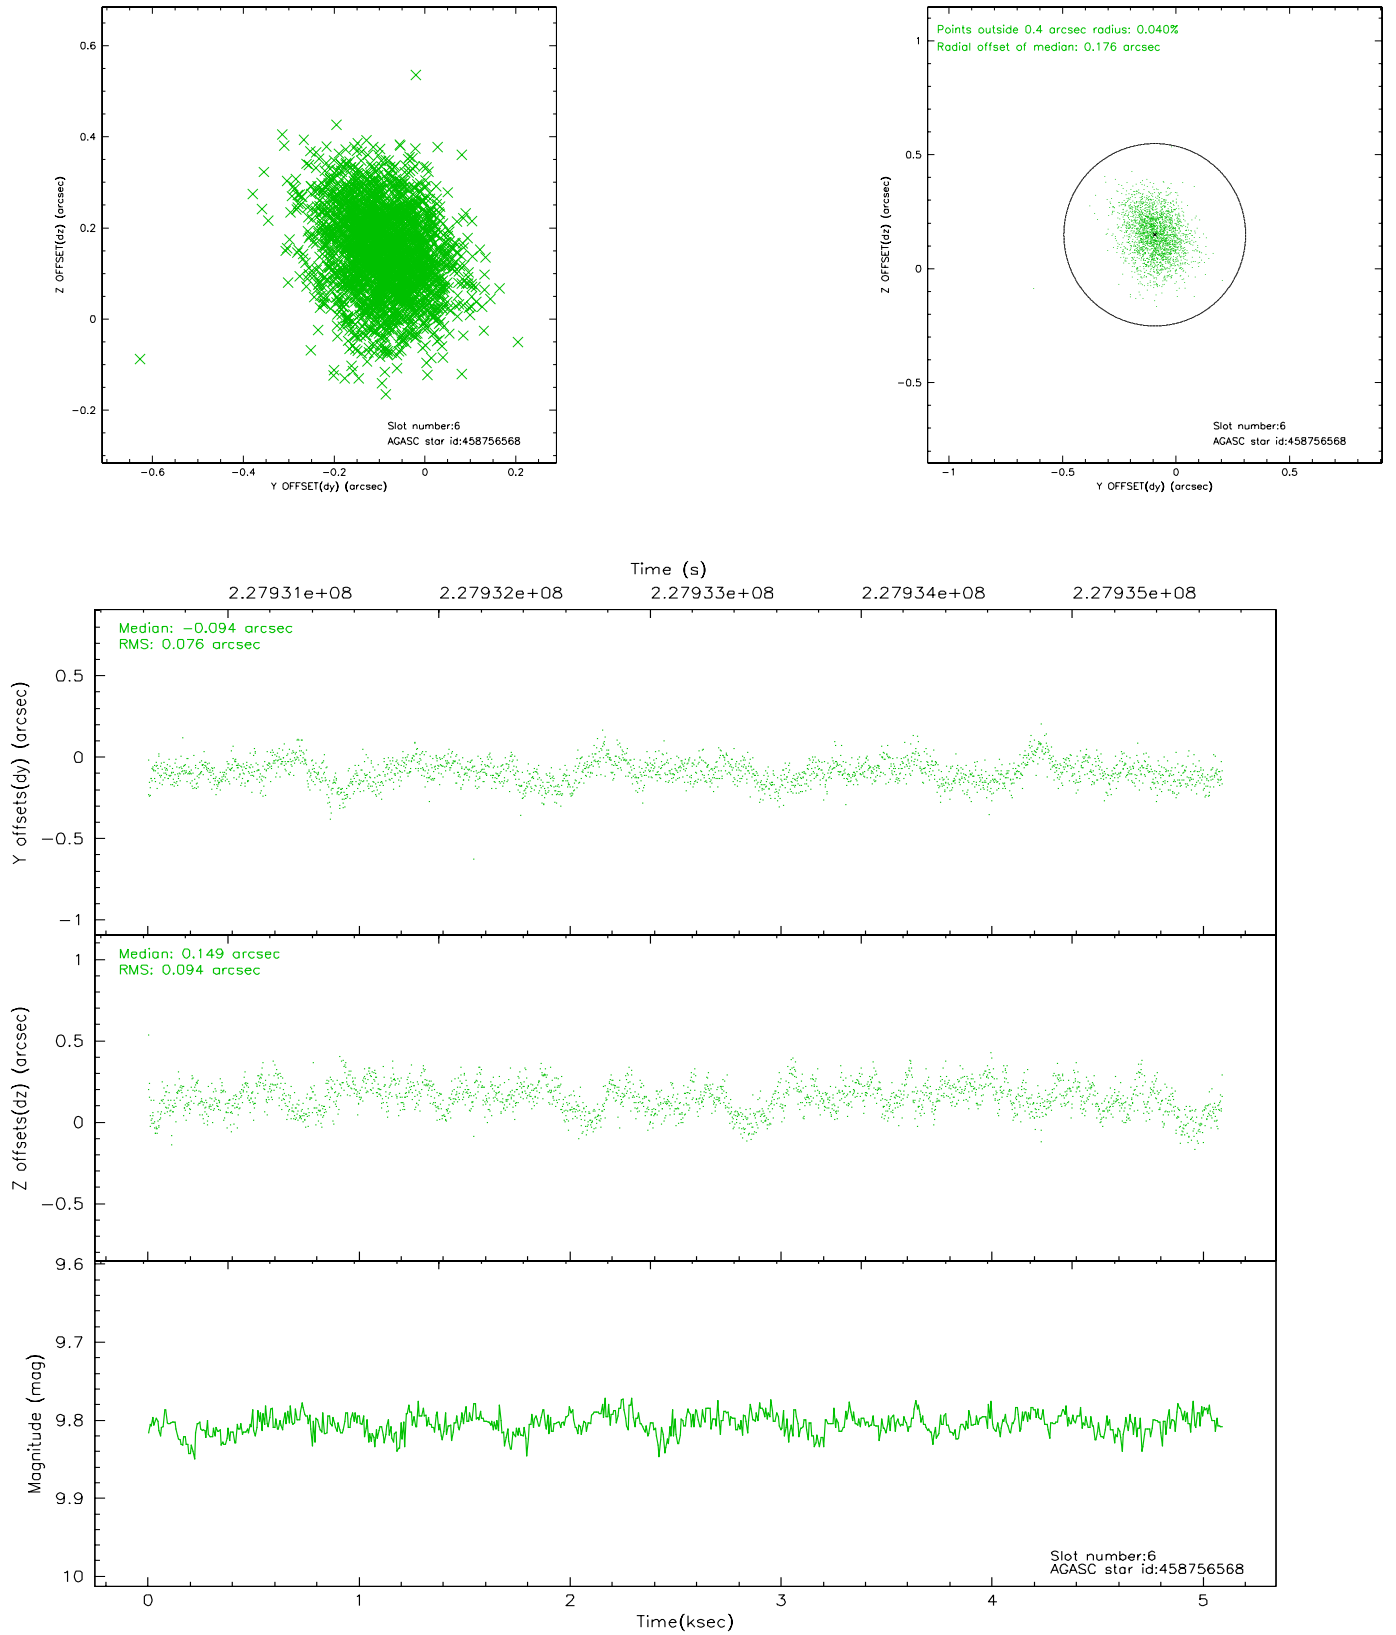 0.6
0.4
0.2
0
−0.2
Z OFFSET(dz) (arcsec)
Slot number:6
AGASC star id:458756568
−0.6 −0.4 −0.2 0 0.2
Y OFFSET(dy) (arcsec)
Points outside 0.4 arcsec radius: 0.040%
Radial offset of median: 0.176 arcsec
1
0.5
0
−0.5
Z OFFSET(dz) (arcsec)
Slot number:6
AGASC star id:458756568
−1 −0.5 0 0.5
Y OFFSET(dy) (arcsec)
Time (s)
2.27931e+08 2.27932e+08 2.27933e+08 2.27934e+08 2.27935e+08
Median: −0.094 arcsec
RMS: 0.076 arcsec
0.5
0
−0.5
−1
Y offsets(dy) (arcsec)
Median: 0.149 arcsec
RMS: 0.094 arcsec
1
0.5
0
−0.5
Z offsets(dz) (arcsec)
9.6
9.7
9.8
9.9
10
Magnitude (mag)
Slot number:6
AGASC star id:458756568
0 1 2 3 4 5
Time(ksec)